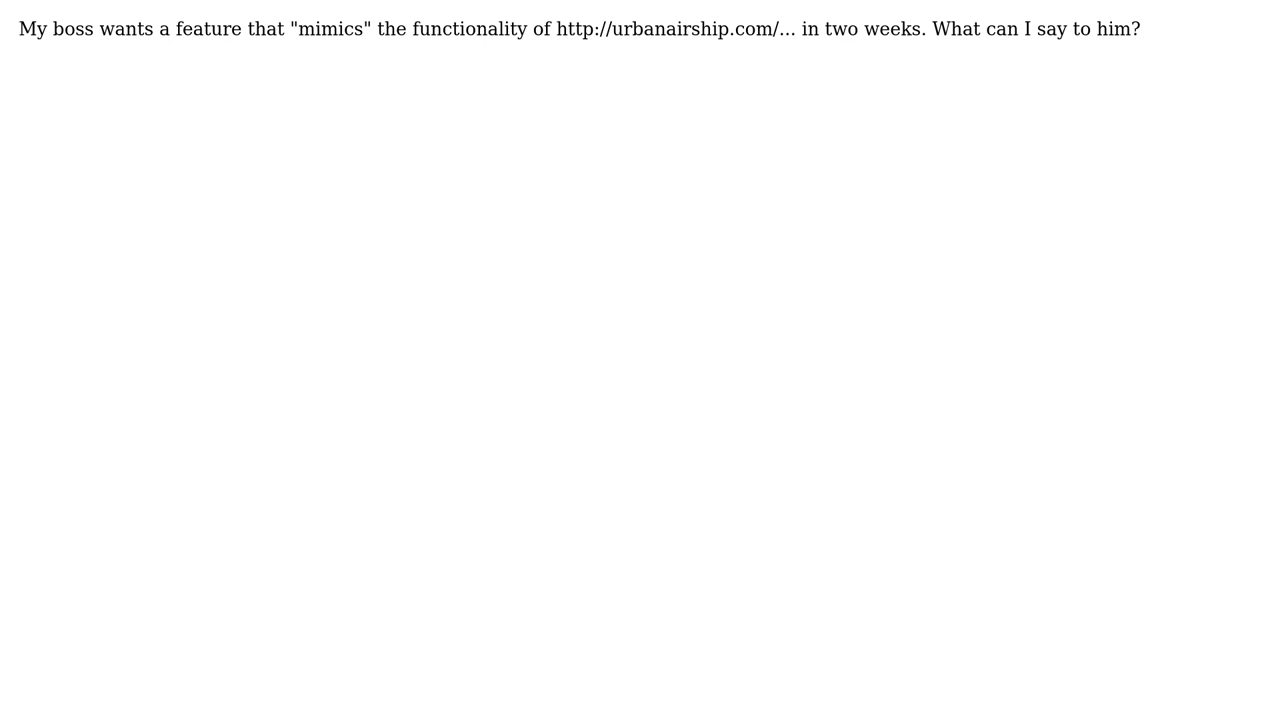 My boss wants a feature that "mimics" the functionality of http://urbanairship.com/... in two weeks. What can I say to him?